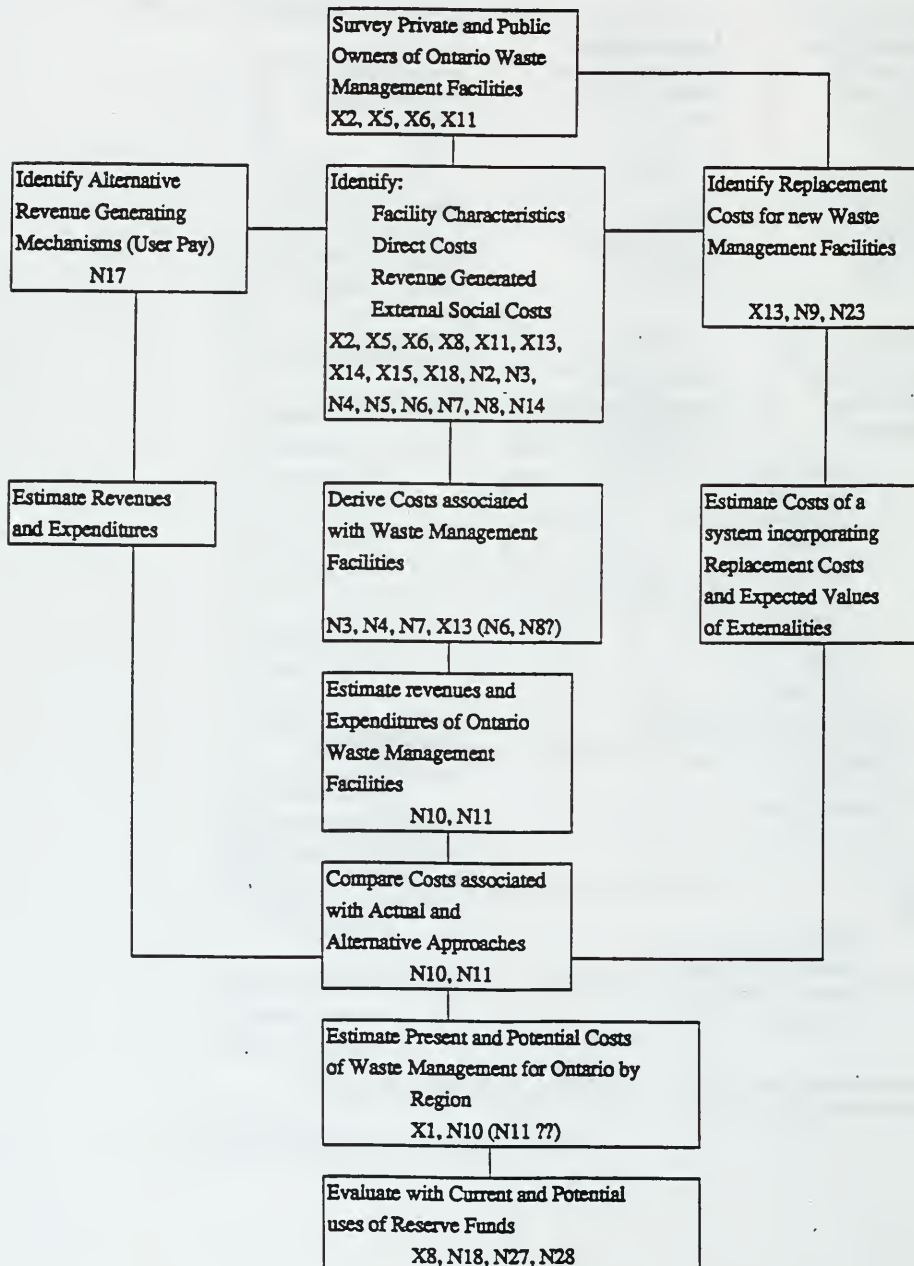 Survey Private and Public
Owners of Ontario Waste
Management Facilities
X2, X5, X6, X11
Identify Alternative
Revenue Generating
Mechanisms (User Pay)
N17
Identify:
Facility Characteristics
Direct Costs
Revenue Generated
External Social Costs
X2, X5, X6, X8, X11, X13,
X14, X15, X18, N2, N3,
N4, N5, N6, N7, N8, N14
Identify Replacement
Costs for new Waste
Management Facilities
X13, N9, N23
Estimate Revenues
and Expenditures
Derive Costs associated
with Waste Management
Facilities
N3, N4, N7, X13 (N6, N8?)
Estimate Costs of a
system incorporating
Replacement Costs
and Expected Values
of Externalities
Estimate revenues and
Expenditures of Ontario
Waste Management
Facilities
N10, N11
Compare Costs associated
with Actual and
Alternative Approaches
N10, N11
Estimate Present and Potential Costs
of Waste Management for Ontario by
Region
X1, N10 (N11 ??)
Evaluate with Current and Potential
uses of Reserve Funds
X8, N18, N27, N28